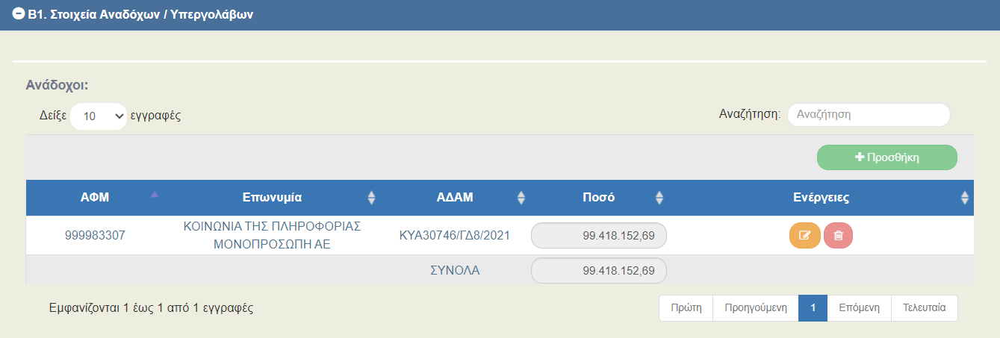 Β1. Στοιχεία Αναδόχων / Υπεργολάβων
Ανάδοχοι:
Δείξε 10 εγγραφές
Αναζήτηση: Αναζήτηση
Προσθήκη
ΑΦΜ Επωνυμία ΑΔΑΜ Ποσό Ενέργειες
999983307 ΚΟΙΝΩΝΙΑ ΤΗΣ ΠΛΗΡΟΦΟΡΙΑΣ ΜΟΝΟΠΡΟΣΩΠΗ ΑΕ ΚΥΑ30746/ΓΔ8/2021 99.418.152,69
ΣΥΝΟΛΑ 99.418.152,69
Εμφανίζονται 1 έως 1 από 1 εγγραφές
Πρώτη Προηγούμενη 1 Επόμενη Τελευταία